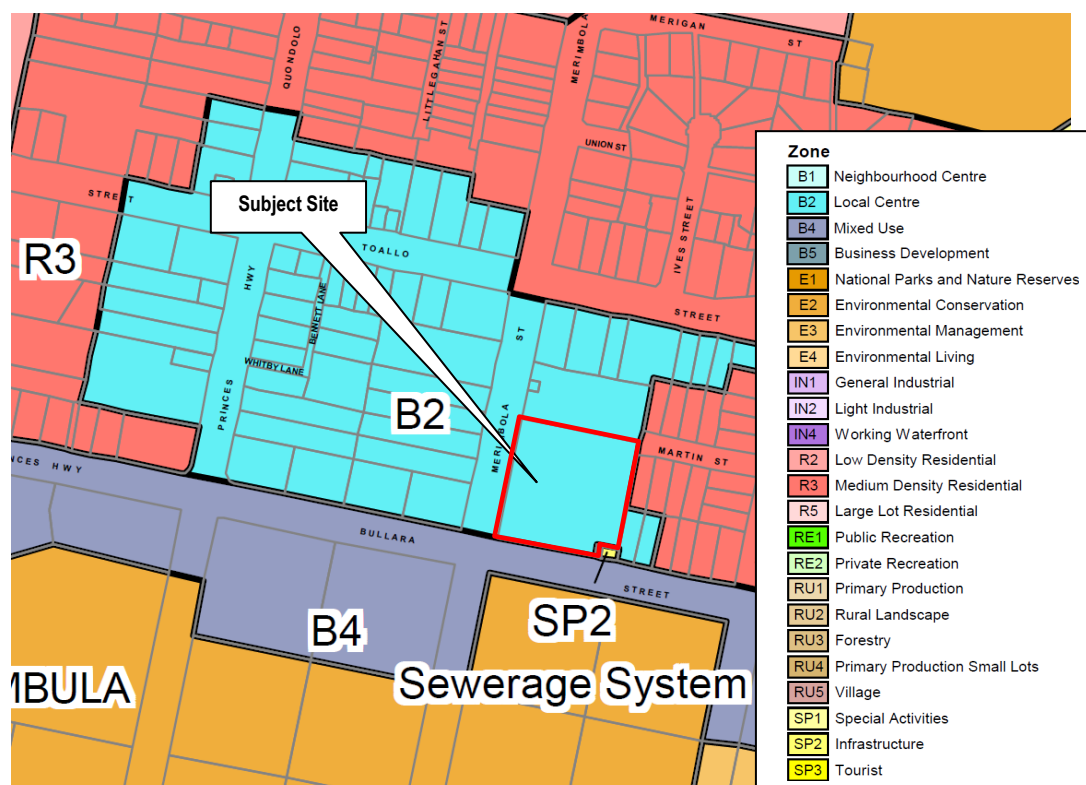 MERIGAN
ST
MERIMBOLA
LITTLEGAHAN ST
QUONDOLO
UNION ST
IVES STREET
STREET
Subject Site
TOALLO
R3
HWY
BENNETT LANE
STREET
ST
WHITBY LANE
PRINCES
B2
MERIMBOLA
MARTIN ST
NCES HWY
BULLARA
STREET
B4
SP2
MBULA
Sewerage System
Zone
B1 Neighbourhood Centre
B2 Local Centre
B4 Mixed Use
B5 Business Development
E1 National Parks and Nature Reserves
E2 Environmental Conservation
E3 Environmental Management
E4 Environmental Living
IN1 General Industrial
IN2 Light Industrial
IN4 Working Waterfront
R2 Low Density Residential
R3 Medium Density Residential
R5 Large Lot Residential
RE1 Public Recreation
RE2 Private Recreation
RU1 Primary Production
RU2 Rural Landscape
RU3 Forestry
RU4 Primary Production Small Lots
RU5 Village
SP1 Special Activities
SP2 Infrastructure
SP3 Tourist